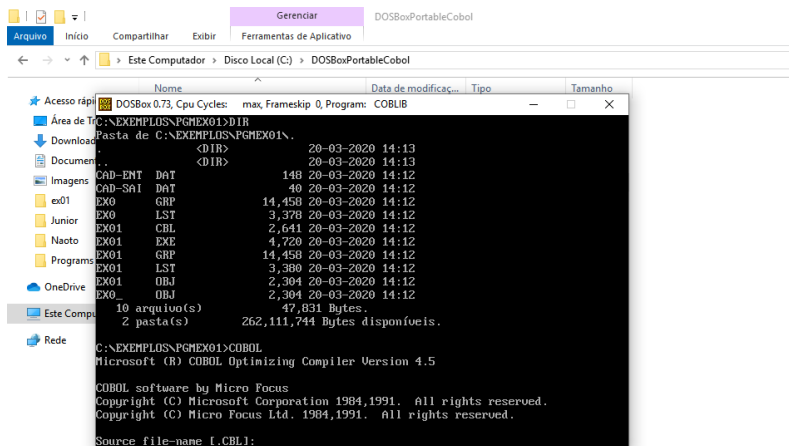 Gerenciar
DOSBoxPortableCobol
Arquivo Início Compartilhar Exibir Ferramentas de Aplicativo
Este Computador > Disco Local (C:) > DOSBoxPortableCobol
Nome Data de modificaç... Tipo Tamanho
Acesso rápi
Área de Tr
Download
Documen
Imagens
ex01
Junior
Naoto
Programs
OneDrive
Este Compu
Rede
DOSBox 0.73, Cpu Cycles: max, Frameskip 0, Program: COBLIB
C:\EXEMPLOS\PGMEX01>DIR
Pasta de C:\EXEMPLOS\PGMEX01\.
. <DIR> 20-03-2020 14:13
.. <DIR> 20-03-2020 14:13
CAD-ENT DAT 148 20-03-2020 14:12
CAD-SAI DAT 40 20-03-2020 14:12
EX0 GRP 14,458 20-03-2020 14:12
EX0 LST 3,378 20-03-2020 14:12
EX01 CBL 2,641 20-03-2020 14:12
EX01 EXE 4,720 20-03-2020 14:12
EX01 GRP 14,458 20-03-2020 14:12
EX01 LST 3,380 20-03-2020 14:12
EX01 OBJ 2,304 20-03-2020 14:12
EX0_ OBJ 2,304 20-03-2020 14:12
10 arquivo(s) 47,831 Bytes.
2 pasta(s) 262,111,744 Bytes disponíveis.
C:\EXEMPLOS\PGMEX01>COBOL
Microsoft (R) COBOL Optimizing Compiler Version 4.5
COBOL software by Micro Focus
Copyright (C) Microsoft Corporation 1984,1991. All rights reserved.
Copyright (C) Micro Focus Ltd. 1984,1991. All rights reserved.
Source file-name [.CBL]: